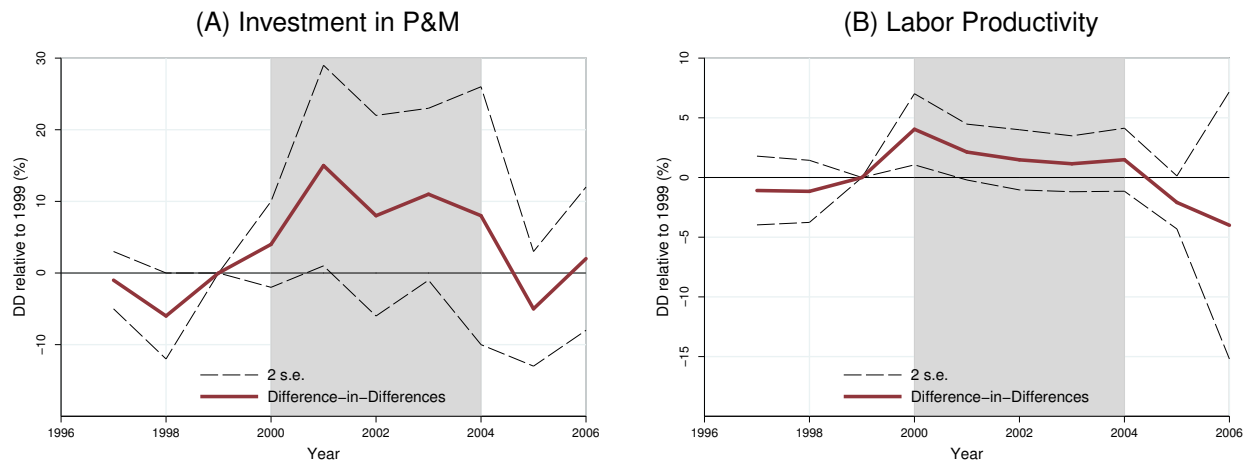 (A) Investment in P&M
DD relative to 1999 (%)
30
20
10
0
−10
2 s.e.
Difference−in−Differences
1996
1998
2000
2002
2004
2006
Year
(B) Labor Productivity
DD relative to 1999 (%)
10
5
0
−5
−10
−15
2 s.e.
Difference−in−Differences
1996
1998
2000
2002
2004
2006
Year